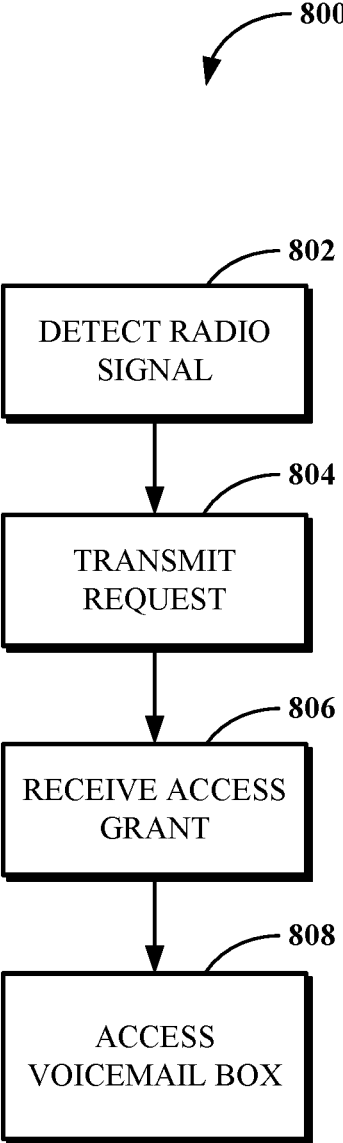 800
802
DETECT RADIO
SIGNAL
804
TRANSMIT
REQUEST
806
RECEIVE ACCESS
GRANT
808
ACCESS
VOICEMAIL BOX